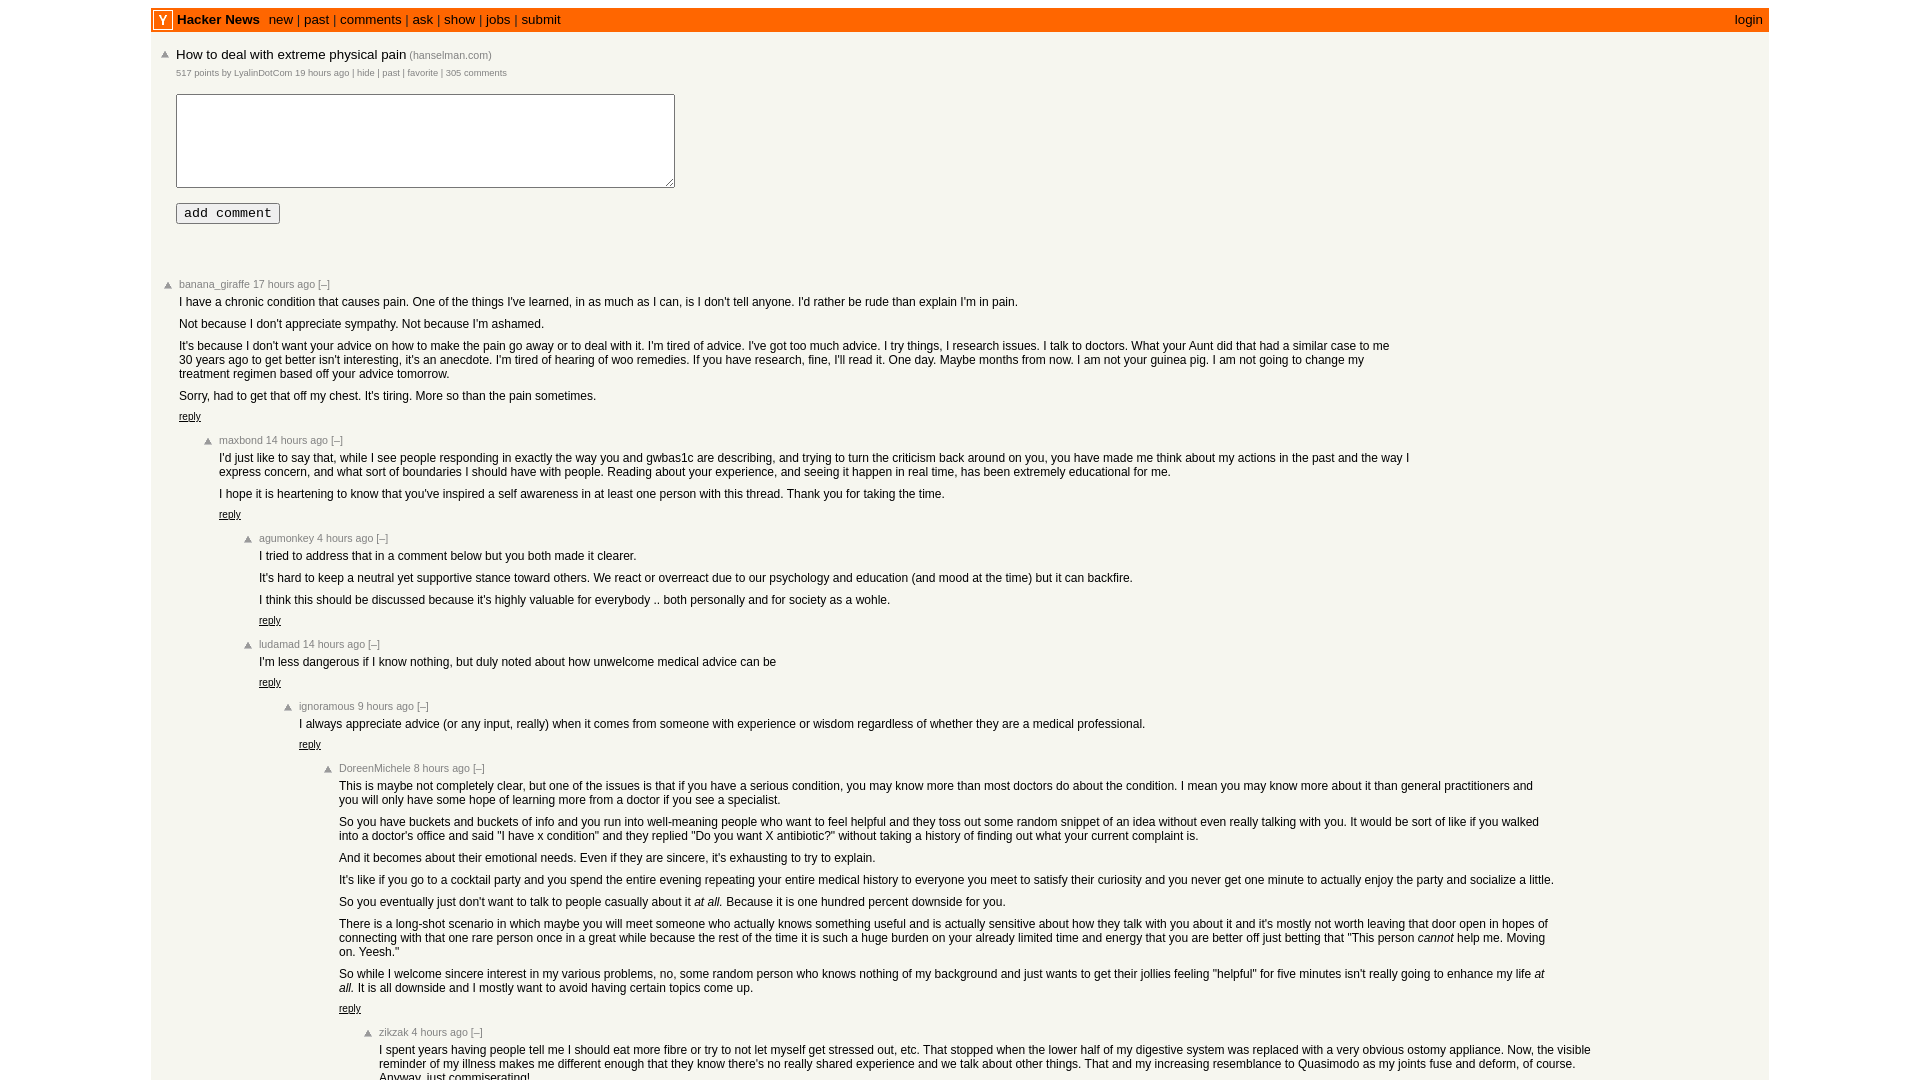 Y Hacker News new | past | comments | ask | show | jobs | submit login
How to deal with extreme physical pain (hanselman.com)
517 points by LyalinDotCom 19 hours ago | hide | past | favorite | 305 comments
add comment
banana_giraffe 17 hours ago [–]
I have a chronic condition that causes pain. One of the things I've learned, in as much as I can, is I don't tell anyone. I'd rather be rude than explain I'm in pain.
Not because I don't appreciate sympathy. Not because I'm ashamed.
It's because I don't want your advice on how to make the pain go away or to deal with it. I'm tired of advice. I've got too much advice. I try things, I research issues. I talk to doctors. What your Aunt did that had a similar case to me
30 years ago to get better isn't interesting, it's an anecdote. I'm tired of hearing of woo remedies. If you have research, fine, I'll read it. One day. Maybe months from now. I am not your guinea pig. I am not going to change my
treatment regimen based off your advice tomorrow.
Sorry, had to get that off my chest. It's tiring. More so than the pain sometimes.
reply
maxbond 14 hours ago [–]
I'd just like to say that, while I see people responding in exactly the way you and gwbas1c are describing, and trying to turn the criticism back around on you, you have made me think about my actions in the past and the way I
express concern, and what sort of boundaries I should have with people. Reading about your experience, and seeing it happen in real time, has been extremely educational for me.
I hope it is heartening to know that you've inspired a self awareness in at least one person with this thread. Thank you for taking the time.
reply
agumonkey 4 hours ago [–]
I tried to address that in a comment below but you both made it clearer.
It's hard to keep a neutral yet supportive stance toward others. We react or overreact due to our psychology and education (and mood at the time) but it can backfire.
I think this should be discussed because it's highly valuable for everybody .. both personally and for society as a wohle.
reply
ludamad 14 hours ago [–]
I'm less dangerous if I know nothing, but duly noted about how unwelcome medical advice can be
reply
ignoramous 9 hours ago [–]
I always appreciate advice (or any input, really) when it comes from someone with experience or wisdom regardless of whether they are a medical professional.
reply
DoreenMichele 8 hours ago [–]
This is maybe not completely clear, but one of the issues is that if you have a serious condition, you may know more than most doctors do about the condition. I mean you may know more about it than general practitioners and
you will only have some hope of learning more from a doctor if you see a specialist.
So you have buckets and buckets of info and you run into well-meaning people who want to feel helpful and they toss out some random snippet of an idea without even really talking with you. It would be sort of like if you walked
into a doctor's office and said "I have x condition" and they replied "Do you want X antibiotic?" without taking a history of finding out what your current complaint is.
And it becomes about their emotional needs. Even if they are sincere, it's exhausting to try to explain.
It's like if you go to a cocktail party and you spend the entire evening repeating your entire medical history to everyone you meet to satisfy their curiosity and you never get one minute to actually enjoy the party and socialize a little.
So you eventually just don't want to talk to people casually about it at all. Because it is one hundred percent downside for you.
There is a long-shot scenario in which maybe you will meet someone who actually knows something useful and is actually sensitive about how they talk with you about it and it's mostly not worth leaving that door open in hopes of
connecting with that one rare person once in a great while because the rest of the time it is such a huge burden on your already limited time and energy that you are better off just betting that "This person cannot help me. Moving
on. Yeesh."
So while I welcome sincere interest in my various problems, no, some random person who knows nothing of my background and just wants to get their jollies feeling "helpful" for five minutes isn't really going to enhance my life at
all. It is all downside and I mostly want to avoid having certain topics come up.
reply
zikzak 4 hours ago [–]
I spent years having people tell me I should eat more fibre or try to not let myself get stressed out, etc. That stopped when the lower half of my digestive system was replaced with a very obvious ostomy appliance. Now, the visible
reminder of my illness makes me different enough that they know there's no really shared experience and we talk about other things. That and my increasing resemblance to Quasimodo as my joints fuse and deform, of course.
Anyway, just commiserating!